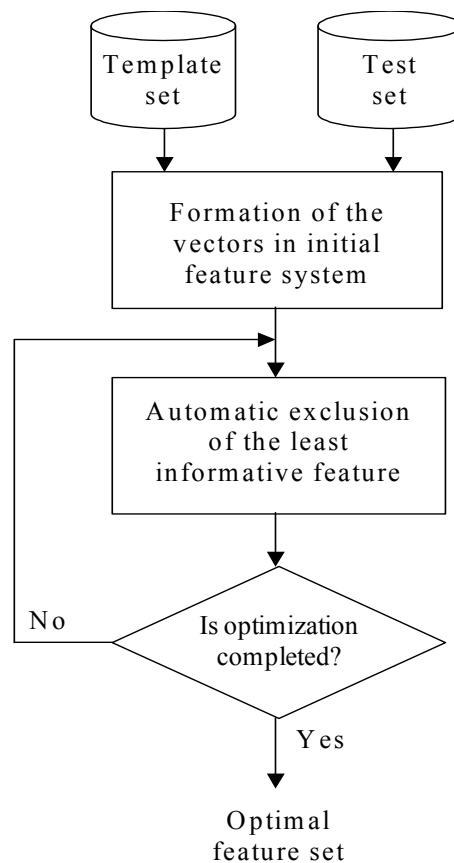 Template
set
Test
set
Formation of the
vectors in initial
feature system
Automatic exclusion
of the least
informative feature
No
Is optimization
completed?
Yes
Optimal
feature set